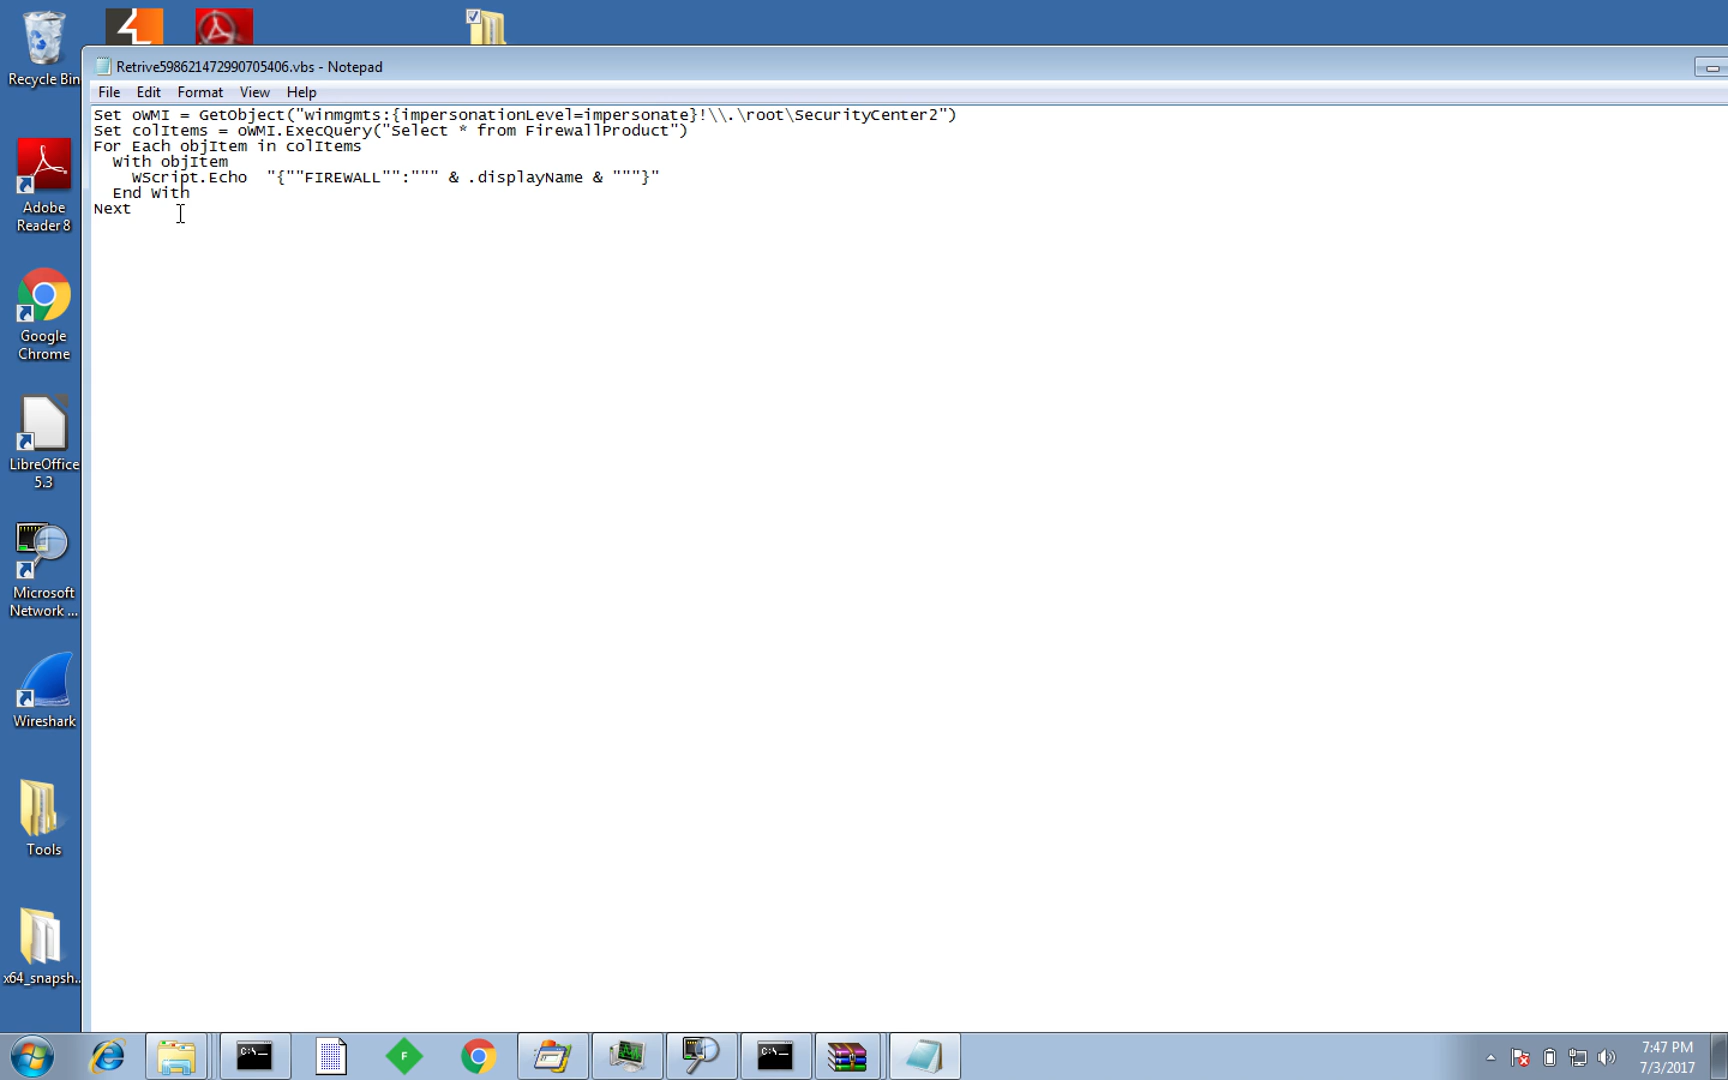 Recycle Bin
Retrive598621472990705406.vbs - Notepad
File Edit Format View Help
Set oWMI = GetObject("winmgmts:{impersonationLevel=impersonate}!\\.\root\SecurityCenter2")
Set colItems = oWMI.ExecQuery("Select * from FirewallProduct")
For Each objItem in colItems
  With objItem
    WScript.Echo  "{""FIREWALL"":""" & .displayName & """}"
  End With
Next
Adobe
Reader 8
Google
Chrome
LibreOffice
5.3
Microsoft
Network ...
Wireshark
Tools
x64_snapsh...
C:\_
F
C:\_
7:47 PM
7/3/2017